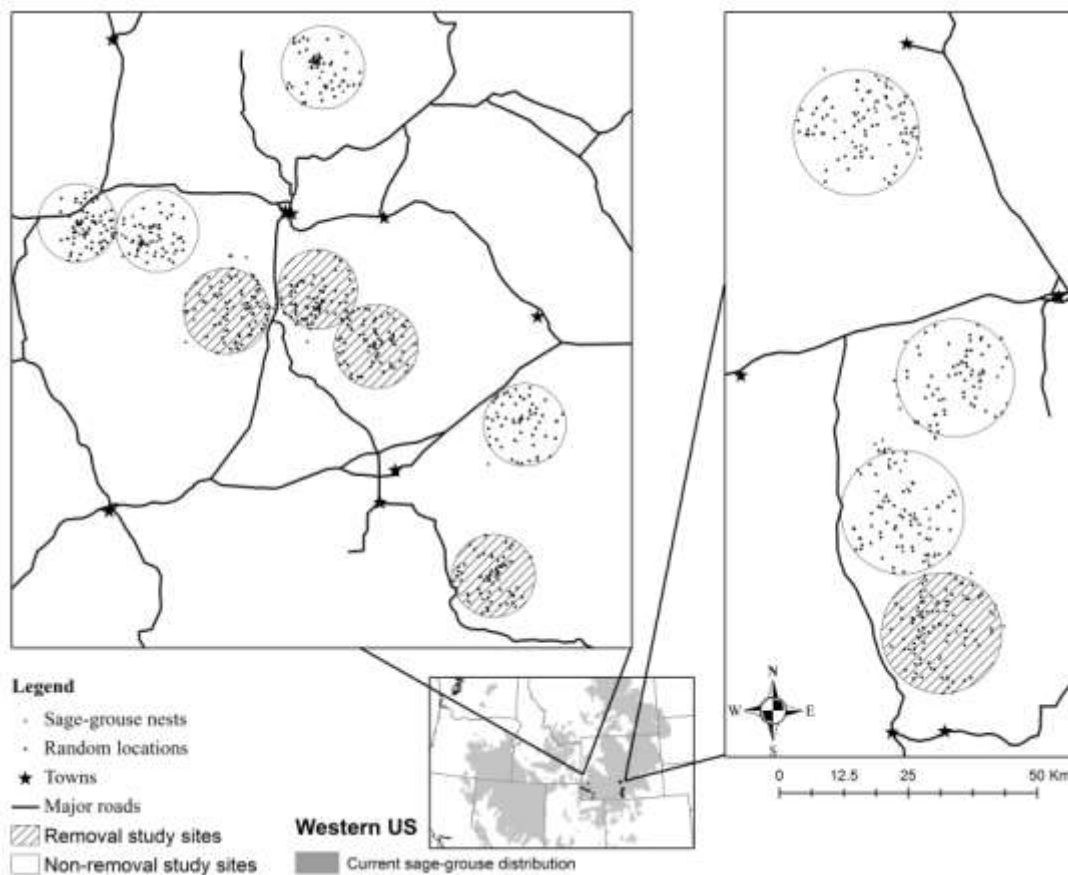 N
W E
S
0 12.5 25 50 Km
Legend
Sage-grouse nests
Random locations
Towns
Major roads
Removal study sites
Non-removal study sites
Western US
Current sage-grouse distribution